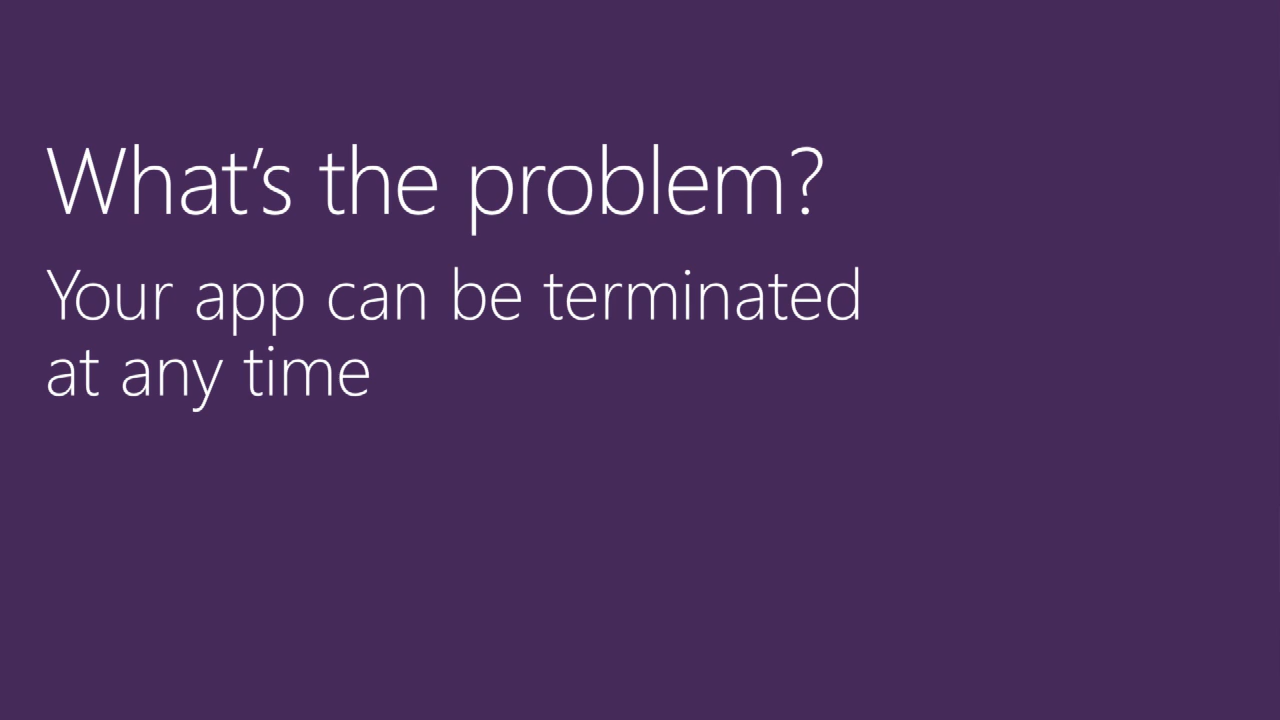 What’s the problem?
Your app can be terminated
at any time